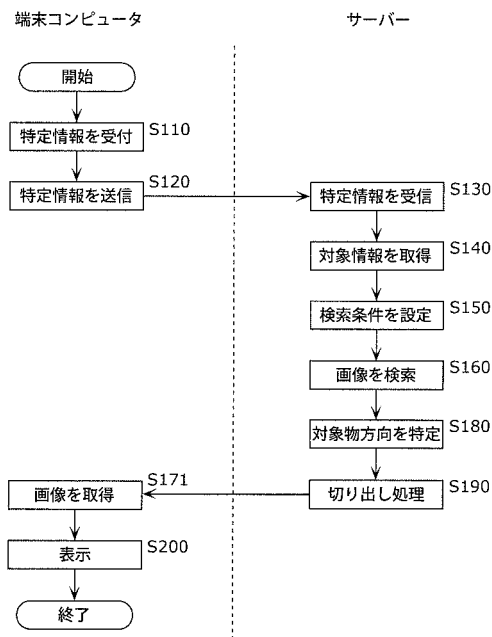 端末コンピュータ
サーバー
開始
特定情報を受付 S110
特定情報を送信 S120
特定情報を受信 S130
対象情報を取得 S140
検索条件を設定 S150
画像を検索 S160
対象物方向を特定 S180
切り出し処理 S190
画像を取得 S171
表示 S200
終了